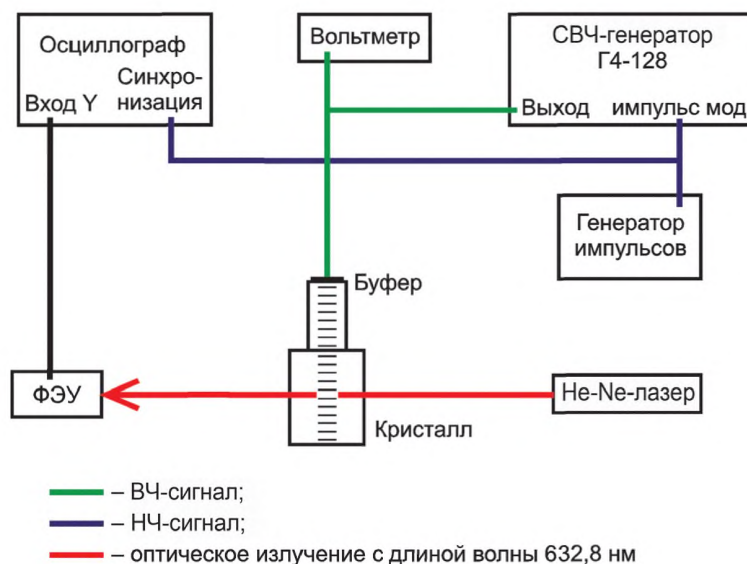 Осциллограф
Синхро-
низация
Вход Y
Вольтметр
СВЧ-генератор
Г4-128
Выход импульс мод
Генератор
импульсов
Буфер
ФЭУ
He-Ne-лазер
Кристалл
– ВЧ-сигнал;
– НЧ-сигнал;
– оптическое излучение с длиной волны 632,8 нм